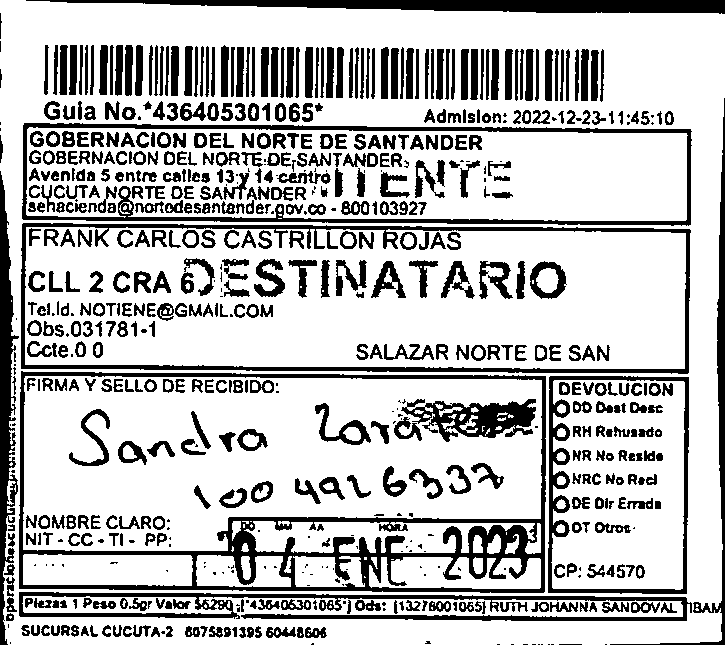 Guia No.*436405301065*
Admision: 2022-12-23-11:45:10
GOBERNACION DEL NORTE DE SANTANDER
GOBERNACION DEL NORTE DE SANTANDER
Avenida 5 entre calles 13 y 14 centro
CUCUTA NORTE DE SANTANDER
sehacienda@nortedesantander.gov.co - 800103927
FRANK CARLOS CASTRILLON ROJAS
CLL 2 CRA 6 DESTINATARIO
Tel.Id. NOTIENE@GMAIL.COM
Obs.031781-1
Ccte.0 0
SALAZAR NORTE DE SAN
FIRMA Y SELLO DE RECIBIDO:
Sandra Zarate
1004926337
NOMBRE CLARO:
NIT - CC - TI - PP:
DD MM AA HORA
04 ENE 2023
DEVOLUCION
DD Dest Desc
RH Rehusado
NR No Reside
NRC No Recl
DE Dir Errada
OT Otros
CP: 544570
Piezas 1 Peso 0.5gr Valor $6290 ["436405301065"] Ods: [13276001065] RUTH JOHANNA SANDOVAL TIBAM
SUCURSAL CUCUTA-2 6075891395 60448606